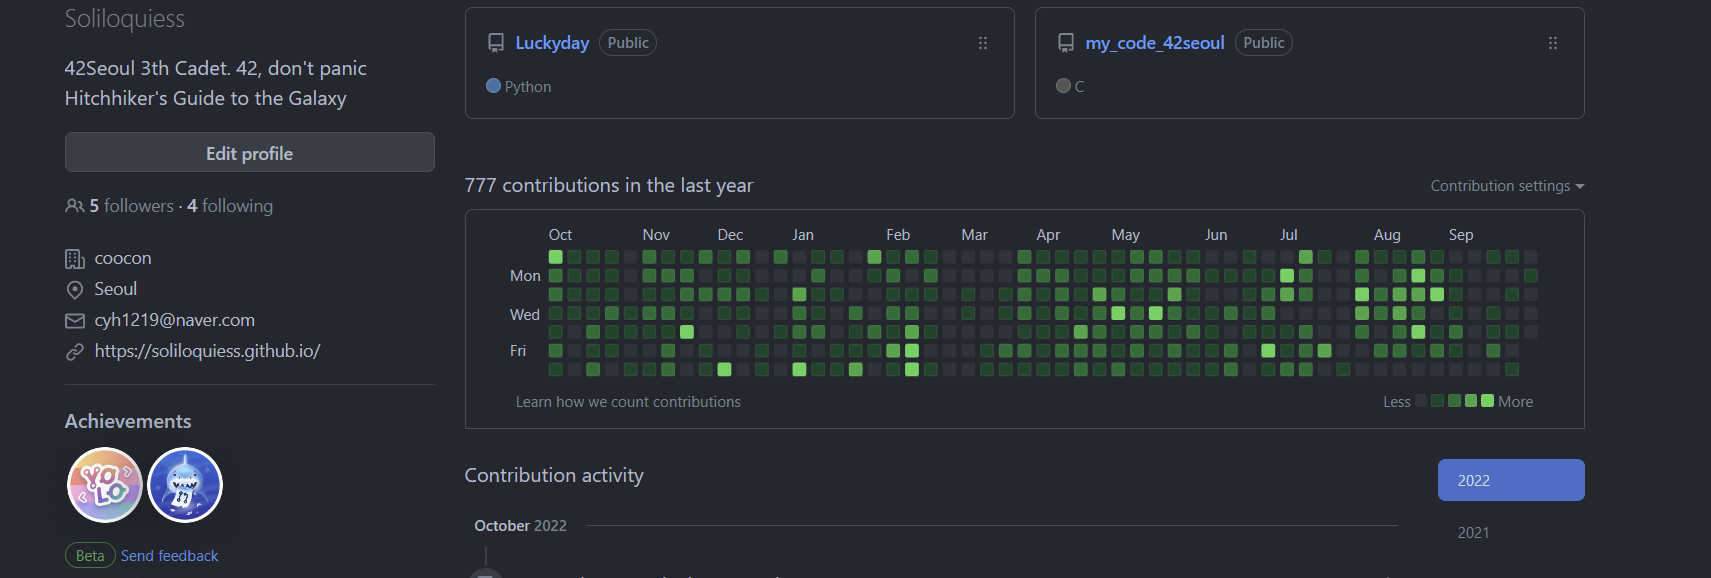 Soliloquiess
42Seoul 3th Cadet. 42, don't panic
Hitchhiker's Guide to the Galaxy
Edit profile
5 followers · 4 following
coocon
Seoul
cyh1219@naver.com
https://soliloquiess.github.io/
Achievements
YOLO
Beta Send feedback
Luckyday Public
Python
my_code_42seoul Public
C
777 contributions in the last year
Contribution settings
Oct Nov Dec Jan Feb Mar Apr May Jun Jul Aug Sep
Mon
Wed
Fri
Learn how we count contributions
Less More
Contribution activity
2022
October 2022
2021